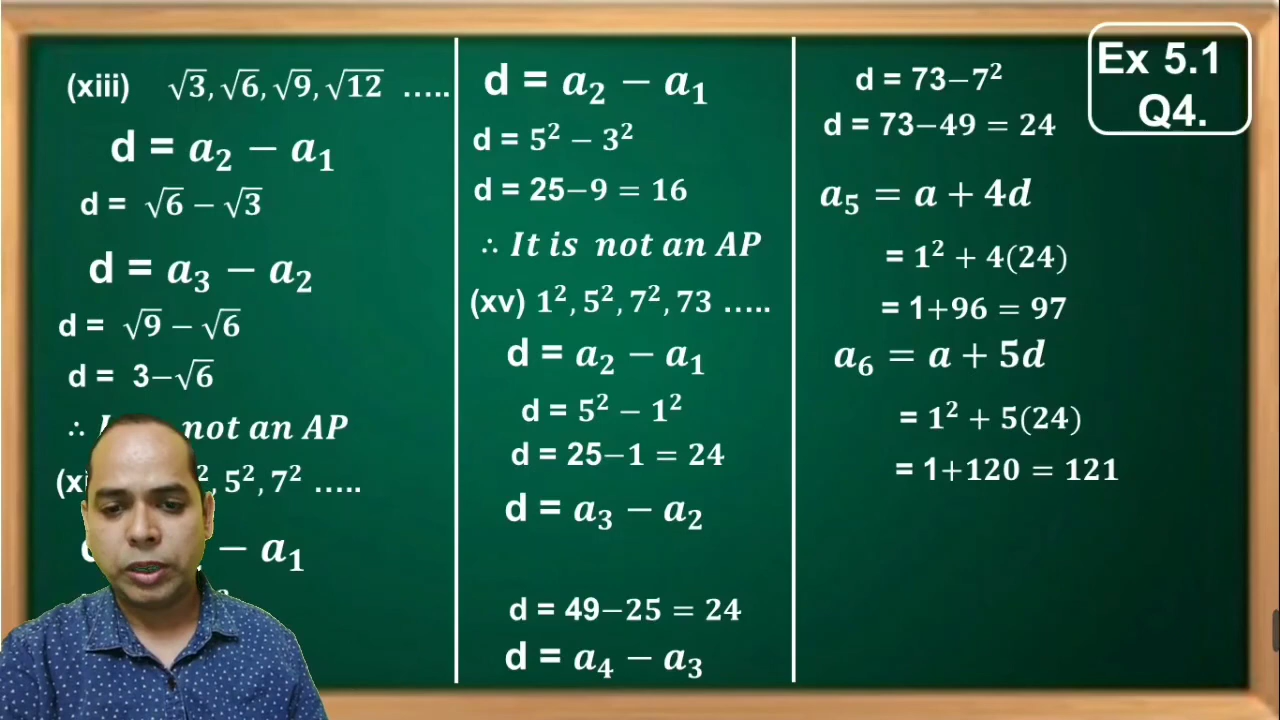 (xiii) √3, √6, √9, √12 .....
d = a₂ − a₁
d = √6 − √3
d = a₃ − a₂
d = √9 − √6
d = 3−√6
∴ not an AP
5², 7² .....
− a₁
d = a₂ − a₁
d = 5² − 3²
d = 25−9 = 16
∴ It is not an AP
(xv) 1², 5², 7², 73 .....
d = a₂ − a₁
d = 5² − 1²
d = 25−1 = 24
d = a₃ − a₂
d = 49−25 = 24
d = a₄ − a₃
Ex 5.1
Q4.
d = 73−7²
d = 73−49 = 24
a₅ = a + 4d
= 1² + 4(24)
= 1+96 = 97
a₆ = a + 5d
= 1² + 5(24)
= 1+120 = 121